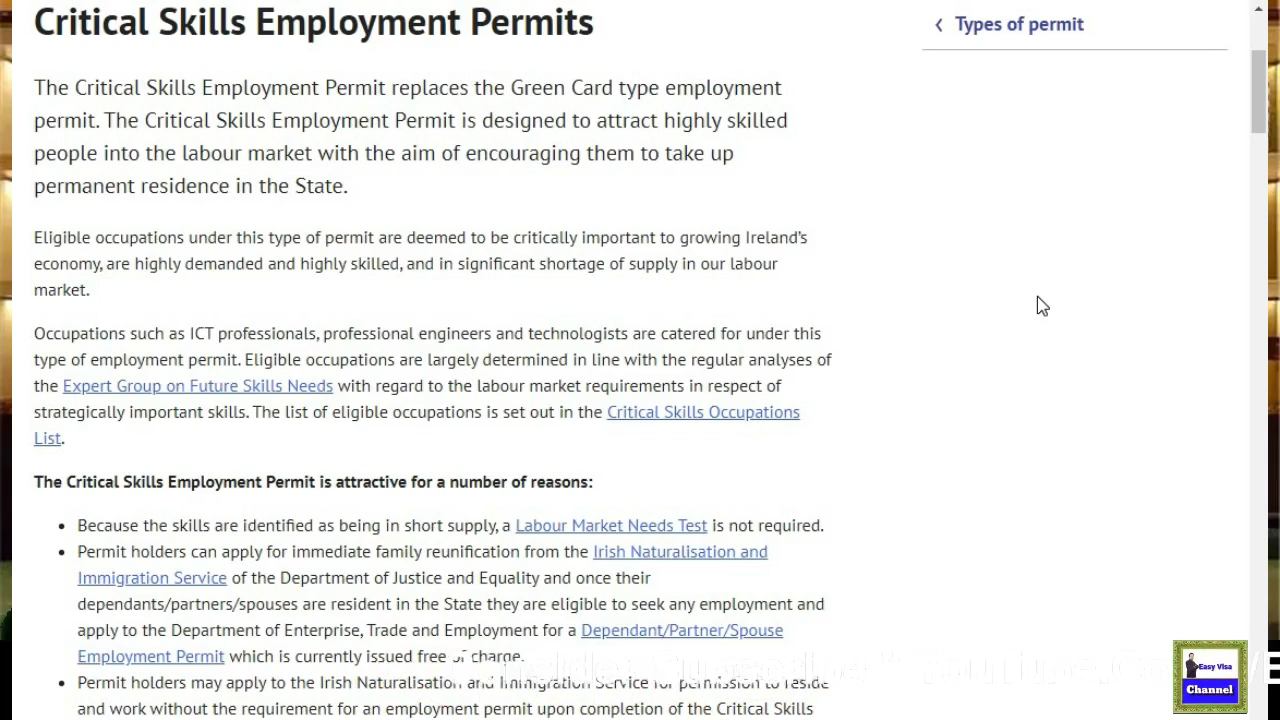 Critical Skills Employment Permits
Types of permit
The Critical Skills Employment Permit replaces the Green Card type employment
permit. The Critical Skills Employment Permit is designed to attract highly skilled
people into the labour market with the aim of encouraging them to take up
permanent residence in the State.
Eligible occupations under this type of permit are deemed to be critically important to growing Ireland's
economy, are highly demanded and highly skilled, and in significant shortage of supply in our labour
market.
Occupations such as ICT professionals, professional engineers and technologists are catered for under this
type of employment permit. Eligible occupations are largely determined in line with the regular analyses of
the Expert Group on Future Skills Needs with regard to the labour market requirements in respect of
strategically important skills. The list of eligible occupations is set out in the Critical Skills Occupations
List.
The Critical Skills Employment Permit is attractive for a number of reasons:
• Because the skills are identified as being in short supply, a Labour Market Needs Test is not required.
• Permit holders can apply for immediate family reunification from the Irish Naturalisation and
Immigration Service of the Department of Justice and Equality and once their
dependants/partners/spouses are resident in the State they are eligible to seek any employment and
apply to the Department of Enterprise, Trade and Employment for a Dependant/Partner/Spouse
Employment Permit which is currently issued free of charge.
• Permit holders may apply to the Irish Naturalisation and Immigration Service for permission to reside
and work without the requirement for an employment permit upon completion of the Critical Skills
Easy Visa
Channel